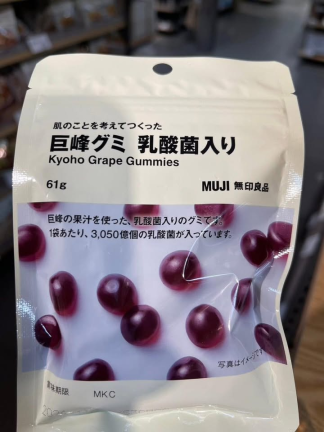 肌のことを考えてつくった
巨峰グミ 乳酸菌入り
Kyoho Grape Gummies
61g
MUJI 無印良品
巨峰の果汁を使った、乳酸菌入りのグミです。
1袋あたり、3,050億個の乳酸菌が入っています。
写真はイメージです
賞味期限
MKC